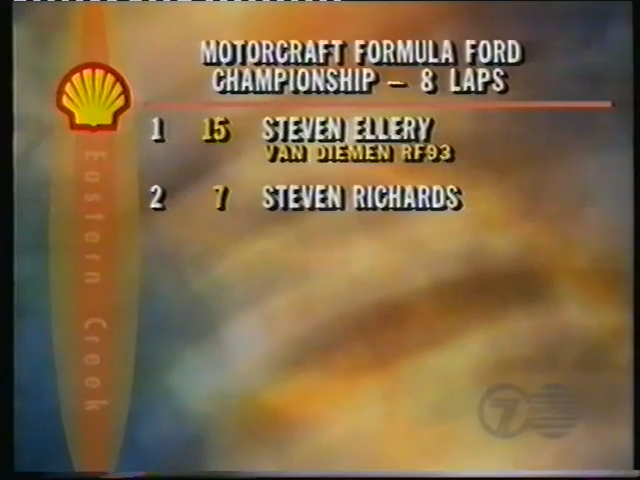 MOTORCRAFT FORMULA FORD
CHAMPIONSHIP – 8 LAPS
1 15 STEVEN ELLERY
VAN DIEMEN RF93
2 7 STEVEN RICHARDS
Eastern Creek
7